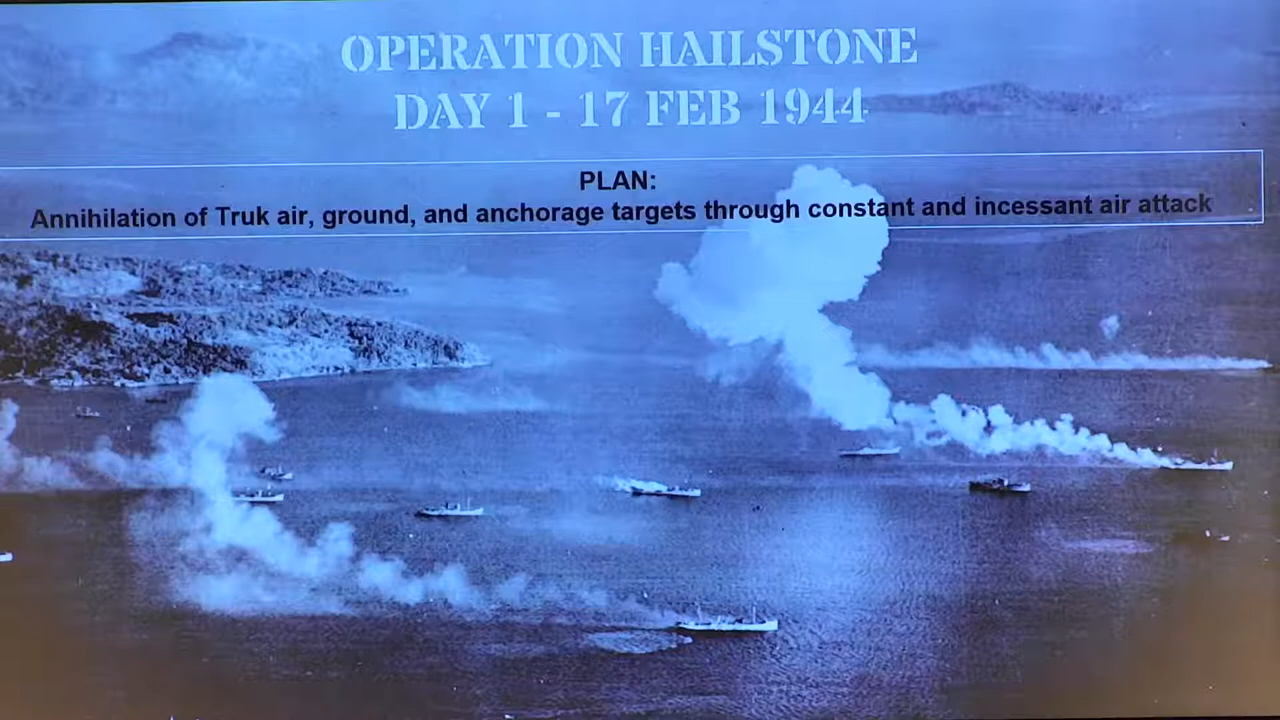 OPERATION HAILSTONE
DAY 1 - 17 FEB 1944
PLAN:
Annihilation of Truk air, ground, and anchorage targets through constant and incessant air attack